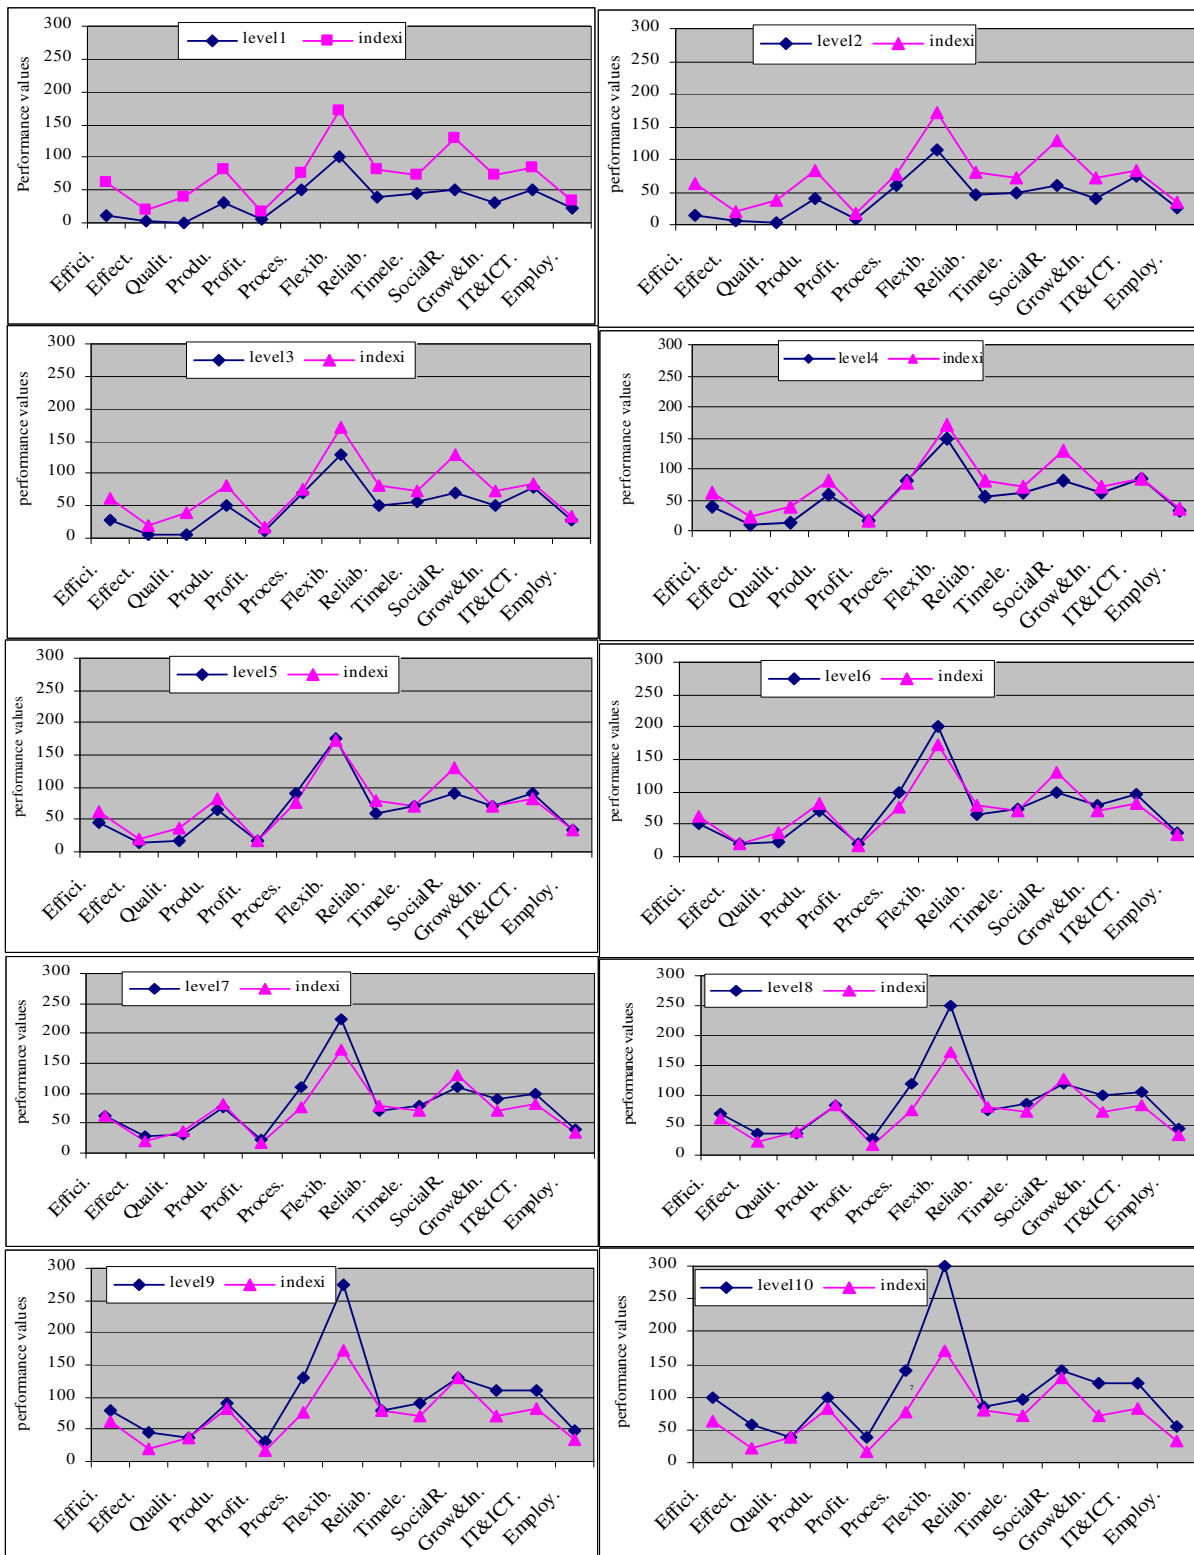 level1 indexi
Performance values
300
250
200
150
100
50
0
Effici.
Effect.
Qualit.
Produ.
Profit.
Proces.
Flexib.
Reliab.
Timele.
SocialR.
Grow&In.
IT&ICT.
Employ.
level2 indexi
performance values
300
250
200
150
100
50
0
Effici.
Effect.
Qualit.
Produ.
Profit.
Proces.
Flexib.
Reliab.
Timele.
SocialR.
Grow&In.
IT&ICT.
Employ.
level3 indexi
performance values
300
250
200
150
100
50
0
Effici.
Effect.
Qualit.
Produ.
Profit.
Proces.
Flexib.
Reliab.
Timele.
SocialR.
Grow&In.
IT&ICT.
Employ.
level4 indexi
performance values
300
250
200
150
100
50
0
Effici.
Effect.
Qualit.
Produ.
Profit.
Proces.
Flexib.
Reliab.
Timele.
SocialR.
Grow&In.
IT&ICT.
Employ.
level5 indexi
performance values
300
250
200
150
100
50
0
Effici.
Effect.
Qualit.
Produ.
Profit.
Proces.
Flexib.
Reliab.
Timele.
SocialR.
Grow&In.
IT&ICT.
Employ.
level6 indexi
performance values
300
250
200
150
100
50
0
Effici.
Effect.
Qualit.
Produ.
Profit.
Proces.
Flexib.
Reliab.
Timele.
SocialR.
Grow&In.
IT&ICT.
Employ.
level7 indexi
performance values
300
250
200
150
100
50
0
Effici.
Effect.
Qualit.
Produ.
Profit.
Proces.
Flexib.
Reliab.
Timele.
SocialR.
Grow&In.
IT&ICT.
Employ.
level8 indexi
performance values
300
250
200
150
100
50
0
Effici.
Effect.
Qualit.
Produ.
Profit.
Proces.
Flexib.
Reliab.
Timele.
SocialR.
Grow&In.
IT&ICT.
Employ.
level9 indexi
performance values
300
250
200
150
100
50
0
Effici.
Effect.
Qualit.
Produ.
Profit.
Proces.
Flexib.
Reliab.
Timele.
SocialR.
Grow&In.
IT&ICT.
Employ.
level10 indexi
performance values
300
250
200
150
100
50
0
7
Effici.
Effect.
Qualit.
Produ.
Profit.
Proces.
Flexib.
Reliab.
Timele.
SocialR.
Grow&In.
IT&ICT.
Employ.